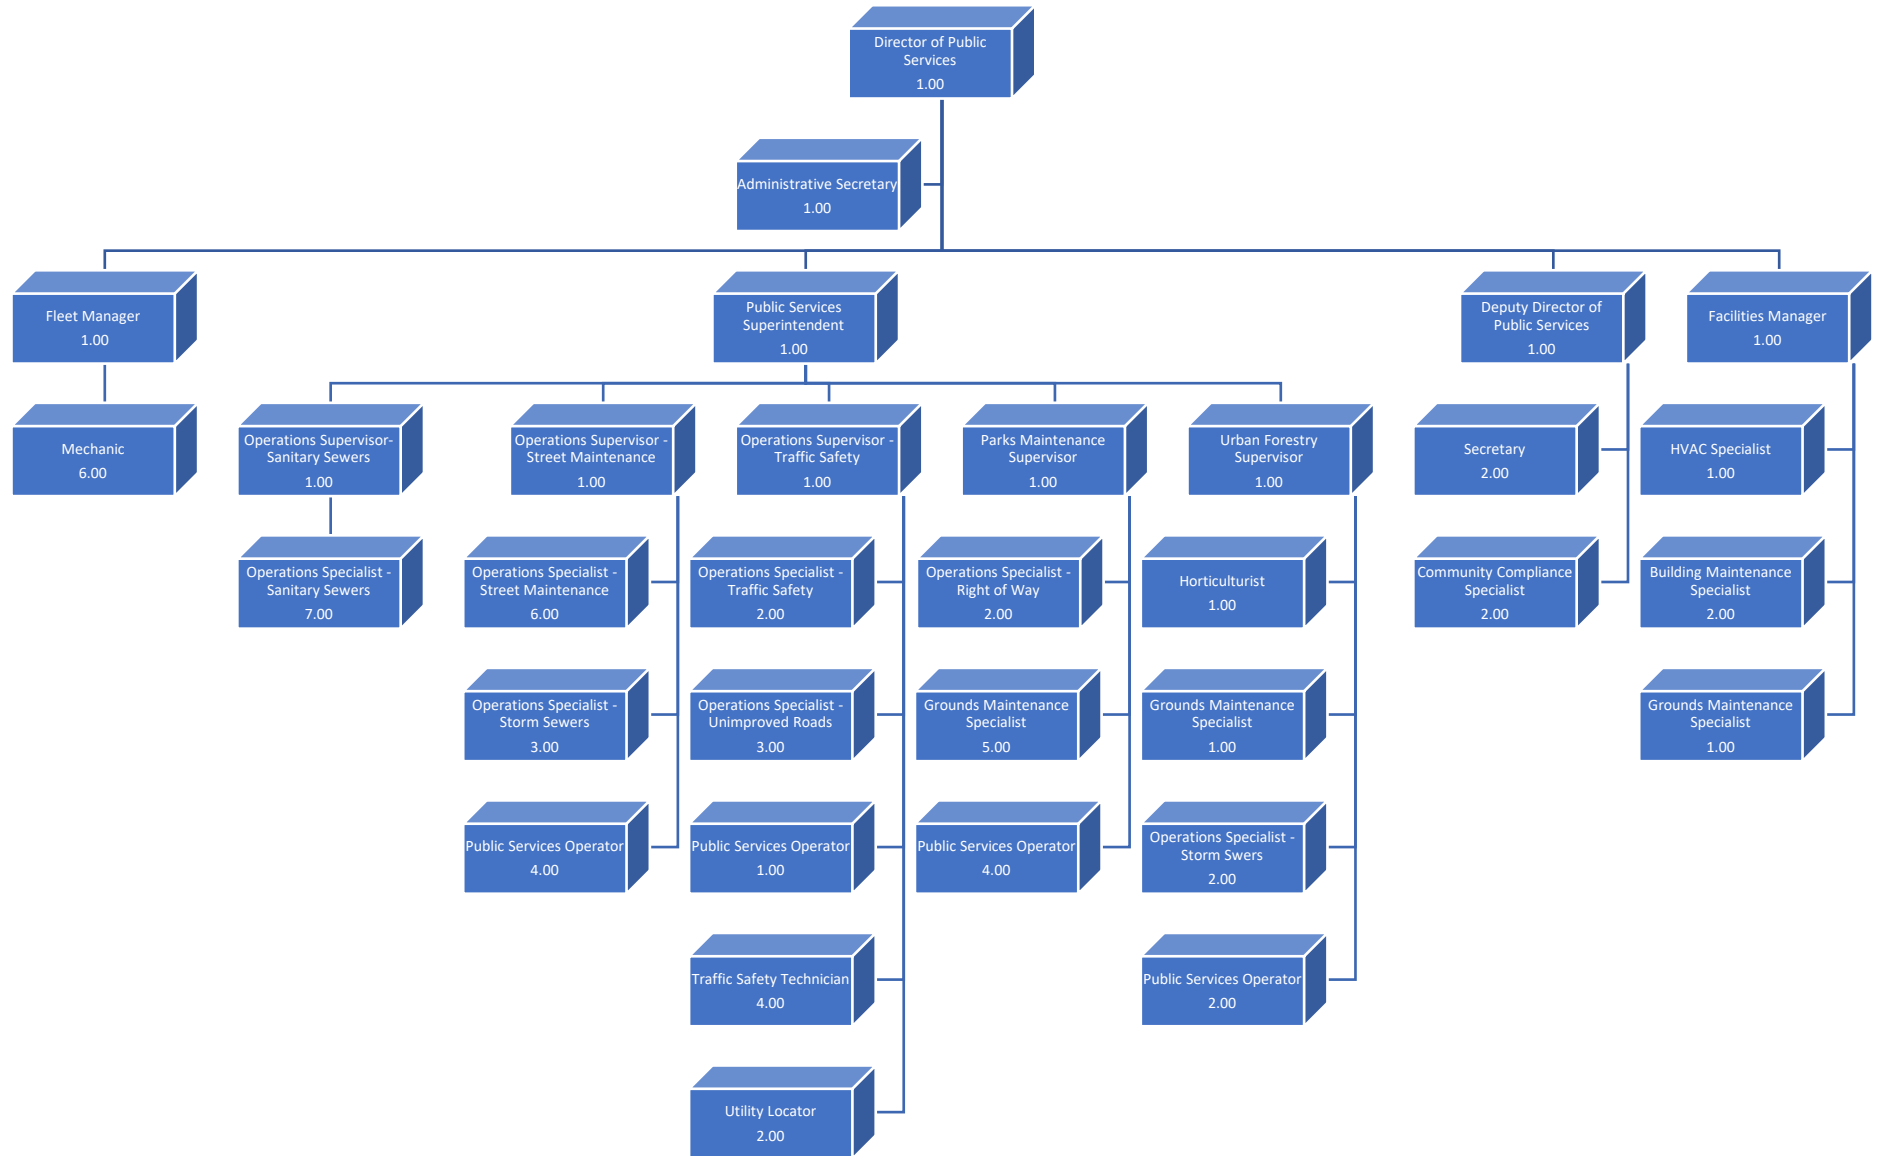 Director of Public
Services
1.00
Administrative Secretary
1.00
Fleet Manager
1.00
Public Services
Superintendent
1.00
Deputy Director of
Public Services
1.00
Facilities Manager
1.00
Mechanic
6.00
Operations Supervisor-
Sanitary Sewers
1.00
Operations Supervisor -
Street Maintenance
1.00
Operations Supervisor -
Traffic Safety
1.00
Parks Maintenance
Supervisor
1.00
Urban Forestry
Supervisor
1.00
Secretary
2.00
HVAC Specialist
1.00
Operations Specialist -
Sanitary Sewers
7.00
Operations Specialist -
Street Maintenance
6.00
Operations Specialist -
Traffic Safety
2.00
Operations Specialist -
Right of Way
2.00
Horticulturist
1.00
Community Compliance
Specialist
2.00
Building Maintenance
Specialist
2.00
Operations Specialist -
Storm Sewers
3.00
Operations Specialist -
Unimproved Roads
3.00
Grounds Maintenance
Specialist
5.00
Grounds Maintenance
Specialist
1.00
Grounds Maintenance
Specialist
1.00
Public Services Operator
4.00
Public Services Operator
1.00
Public Services Operator
4.00
Operations Specialist -
Storm Swers
2.00
Traffic Safety Technician
4.00
Public Services Operator
2.00
Utility Locator
2.00